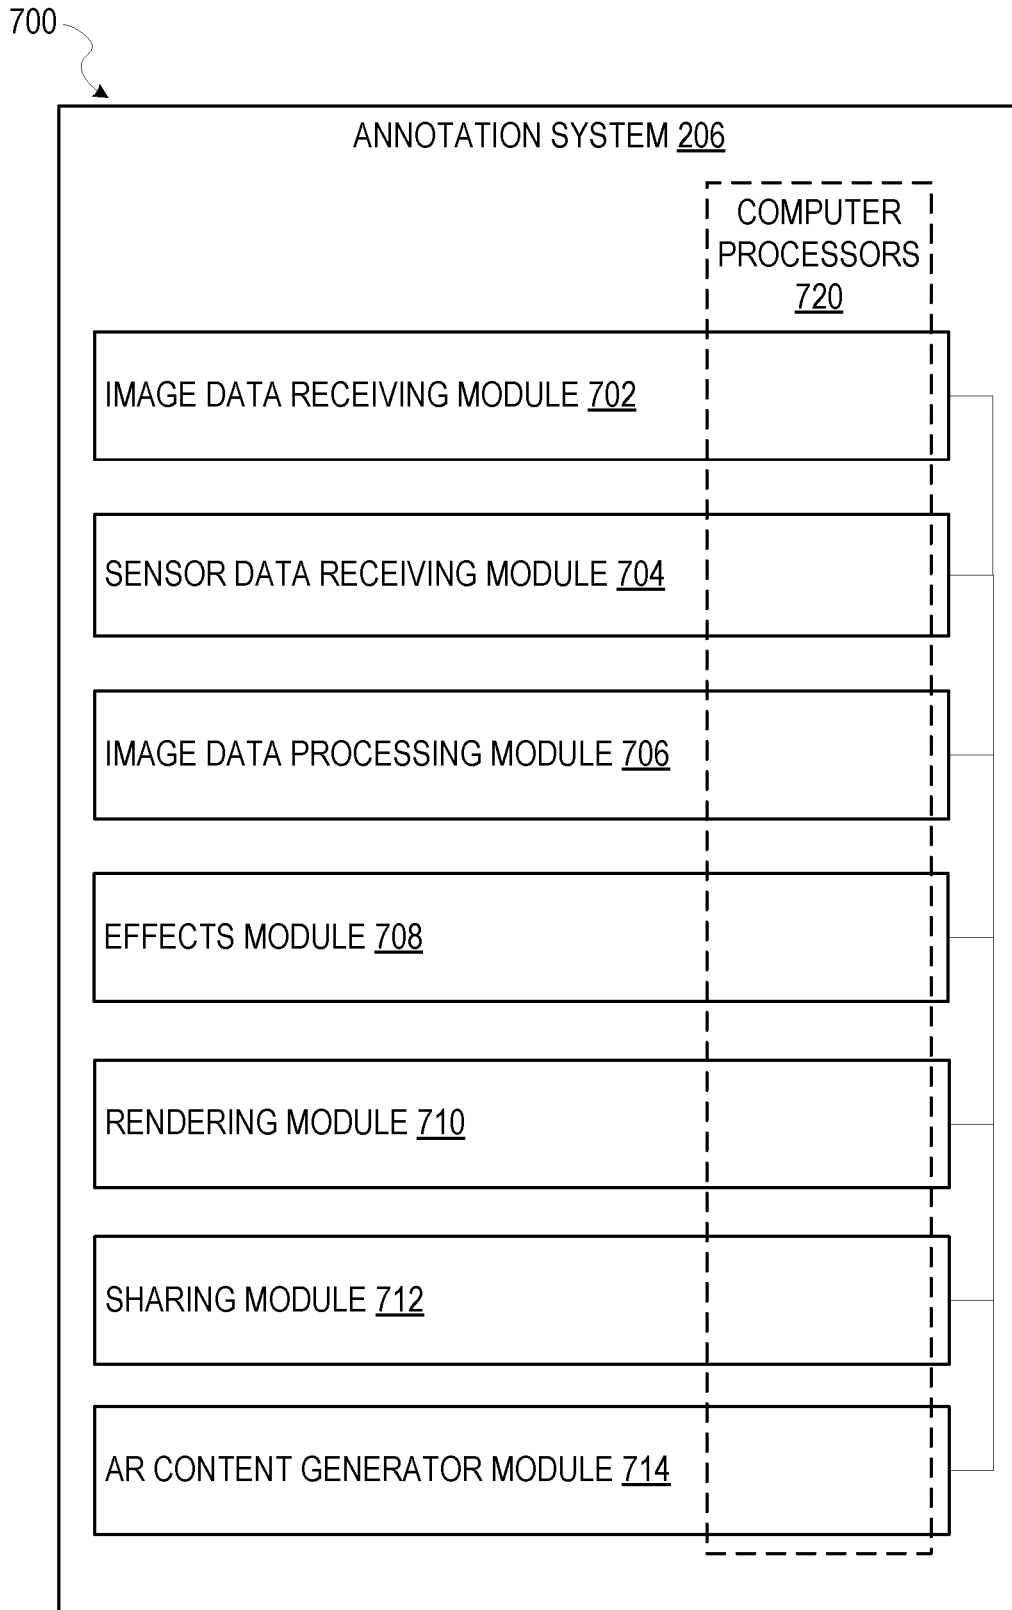 700
ANNOTATION SYSTEM 206
COMPUTER
PROCESSORS
720
IMAGE DATA RECEIVING MODULE 702
SENSOR DATA RECEIVING MODULE 704
IMAGE DATA PROCESSING MODULE 706
EFFECTS MODULE 708
RENDERING MODULE 710
SHARING MODULE 712
AR CONTENT GENERATOR MODULE 714